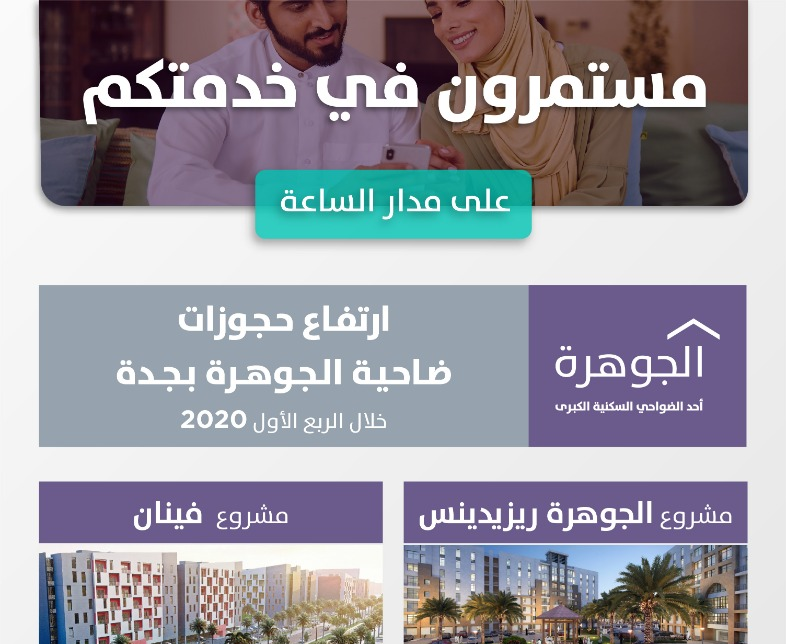 مستمرون في خدمتكم
على مدار الساعة
الجوهرة
أحد الضواحي السكنية الكبرى
ارتفاع حجوزات
ضاحية الجوهرة بجدة
خلال الربع الأول 2020
مشروع الجوهرة ريزيدينس
مشروع فينان